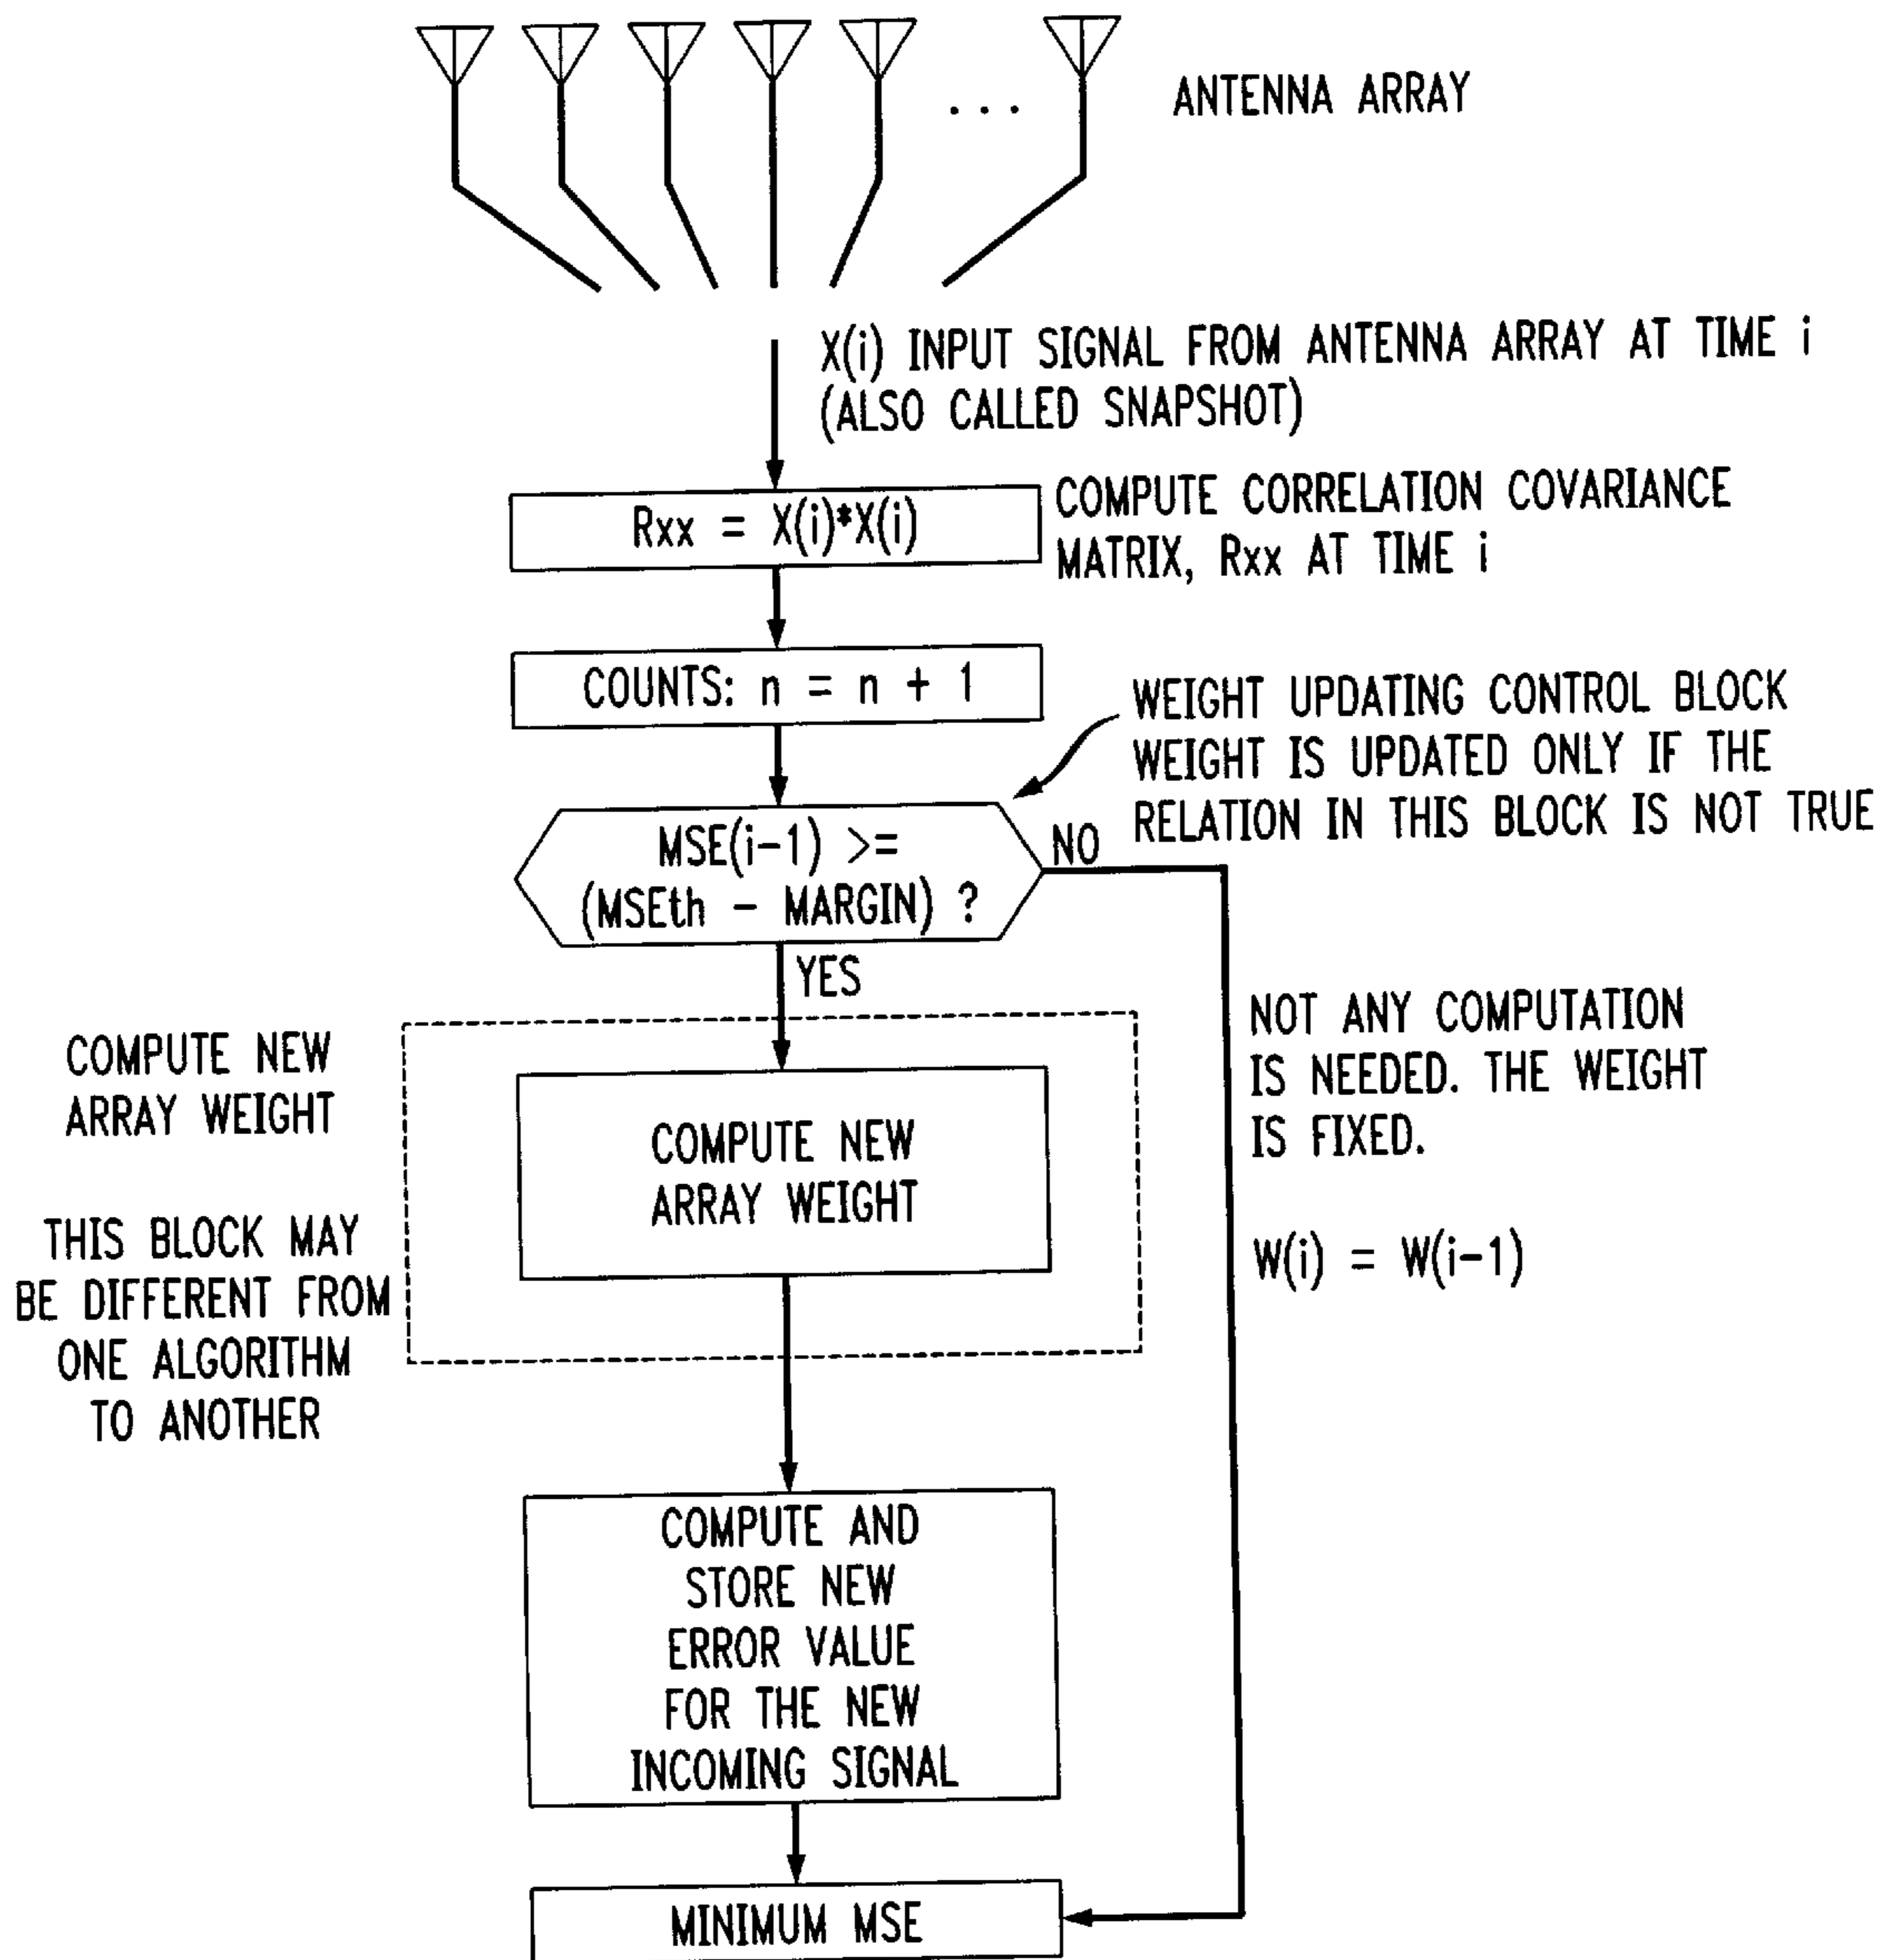 ANTENNA ARRAY
. . .
X(i) INPUT SIGNAL FROM ANTENNA ARRAY AT TIME i
(ALSO CALLED SNAPSHOT)
Rxx = X(i)*X(i)
COMPUTE CORRELATION COVARIANCE
MATRIX, Rxx AT TIME i
COUNTS: n = n + 1
WEIGHT UPDATING CONTROL BLOCK
WEIGHT IS UPDATED ONLY IF THE
RELATION IN THIS BLOCK IS NOT TRUE
MSE(i-1) >=
(MSEth - MARGIN) ?
NO
YES
NOT ANY COMPUTATION
IS NEEDED. THE WEIGHT
IS FIXED.
W(i) = W(i-1)
COMPUTE NEW
ARRAY WEIGHT
THIS BLOCK MAY
BE DIFFERENT FROM
ONE ALGORITHM
TO ANOTHER
COMPUTE NEW
ARRAY WEIGHT
COMPUTE AND
STORE NEW
ERROR VALUE
FOR THE NEW
INCOMING SIGNAL
MINIMUM MSE